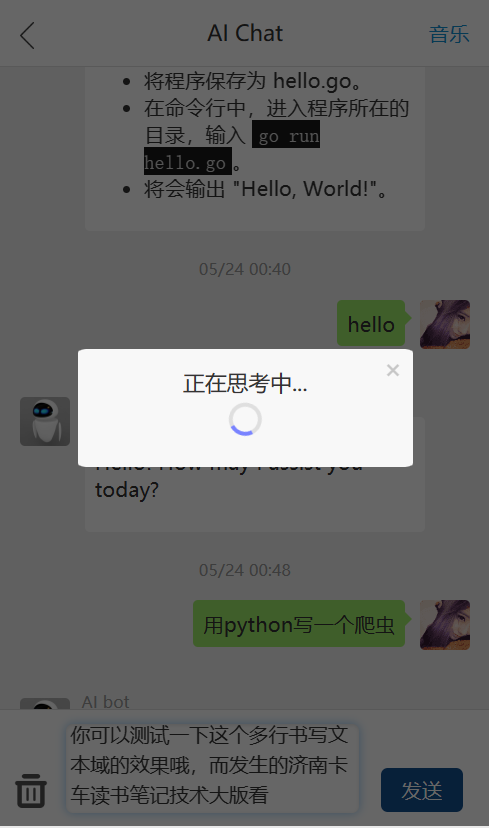 AI Chat
音乐
将程序保存为 hello.go。
在命令行中，进入程序所在的
目录，输入 go run
hello.go 。
将会输出 "Hello, World!"。
05/24 00:40
hello
正在思考中...
×
Hello! How may I assist you
today?
05/24 00:48
用python写一个爬虫
AI bot
你可以测试一下这个多行书写文
本域的效果哦，而发生的济南卡
车读书笔记技术大版看
发送